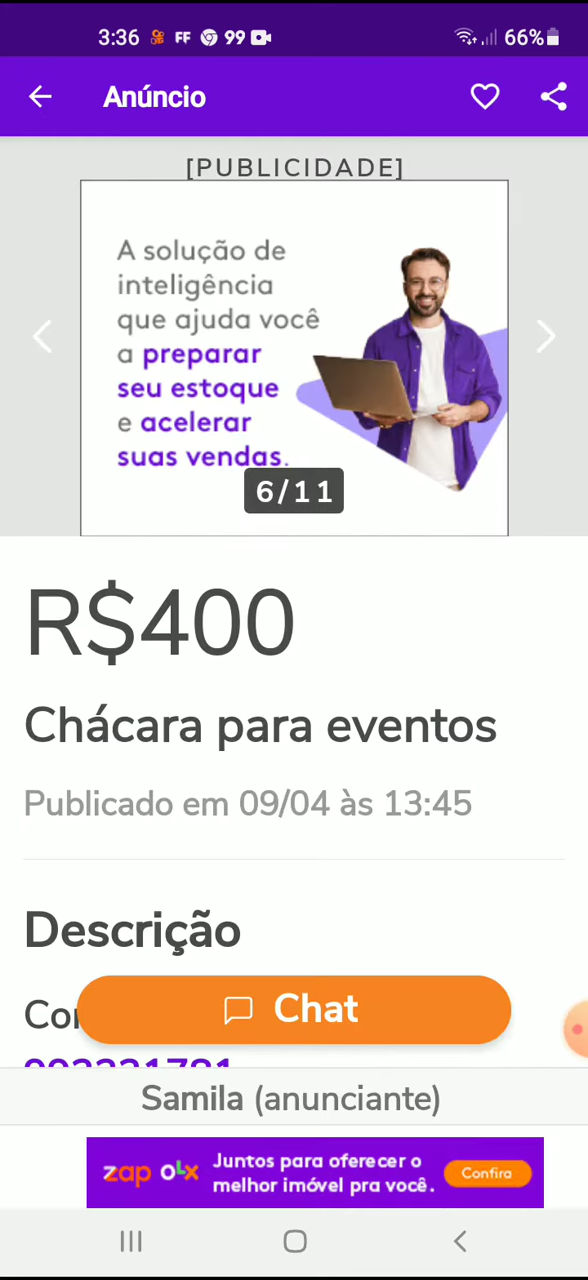 3:36 FF 99 66%
Anúncio
[PUBLICIDADE]
A solução de
inteligência
que ajuda você
a preparar
seu estoque
e acelerar
suas vendas.
6/11
R$400
Chácara para eventos
Publicado em 09/04 às 13:45
Descrição
Chat
Samila (anunciante)
zap OLX
Juntos para oferecer o
melhor imóvel pra você.
Confira